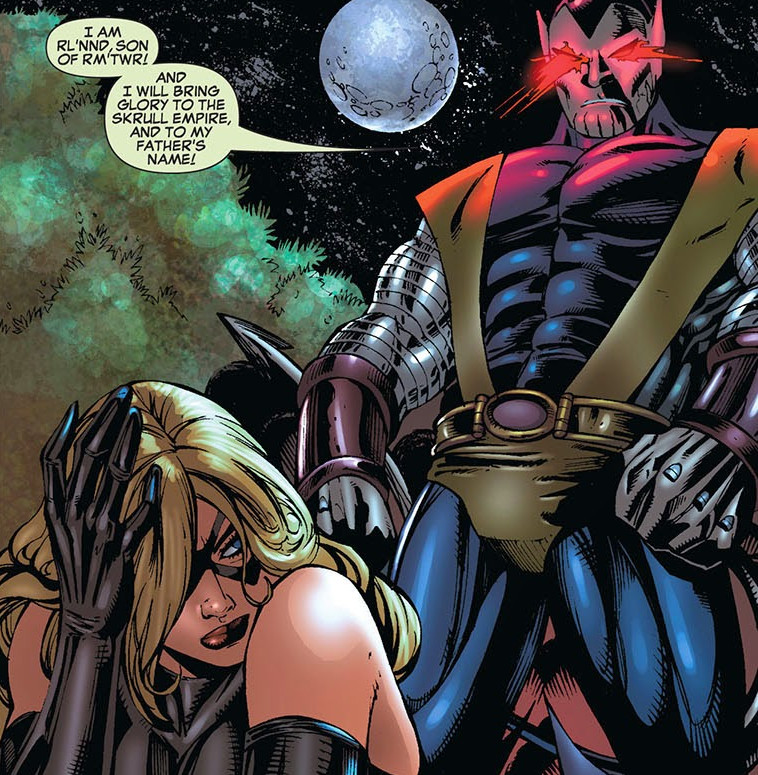 I AM
RL'NND, SON
OF RM'TWR!
AND
I WILL BRING
GLORY TO THE
SKRULL EMPIRE,
AND TO MY
FATHER'S
NAME!